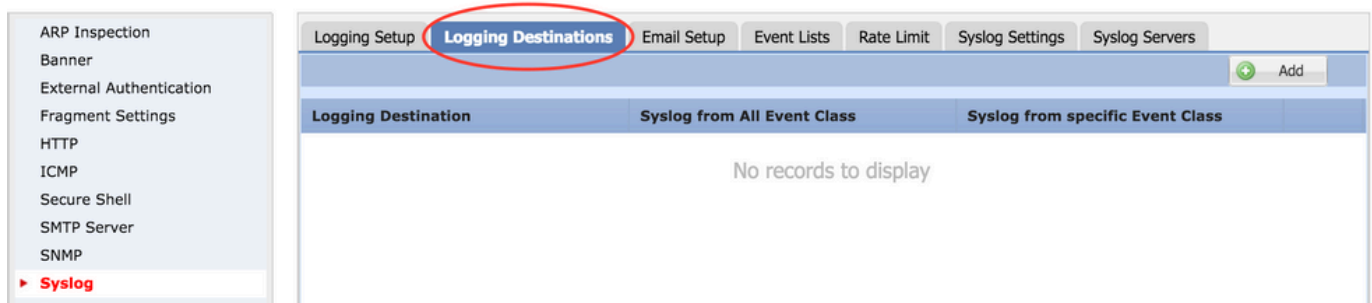 ARP Inspection
Banner
External Authentication
Fragment Settings
HTTP
ICMP
Secure Shell
SMTP Server
SNMP
Syslog
Logging Setup Logging Destinations Email Setup Event Lists Rate Limit Syslog Settings Syslog Servers
Add
Logging Destination Syslog from All Event Class Syslog from specific Event Class
No records to display